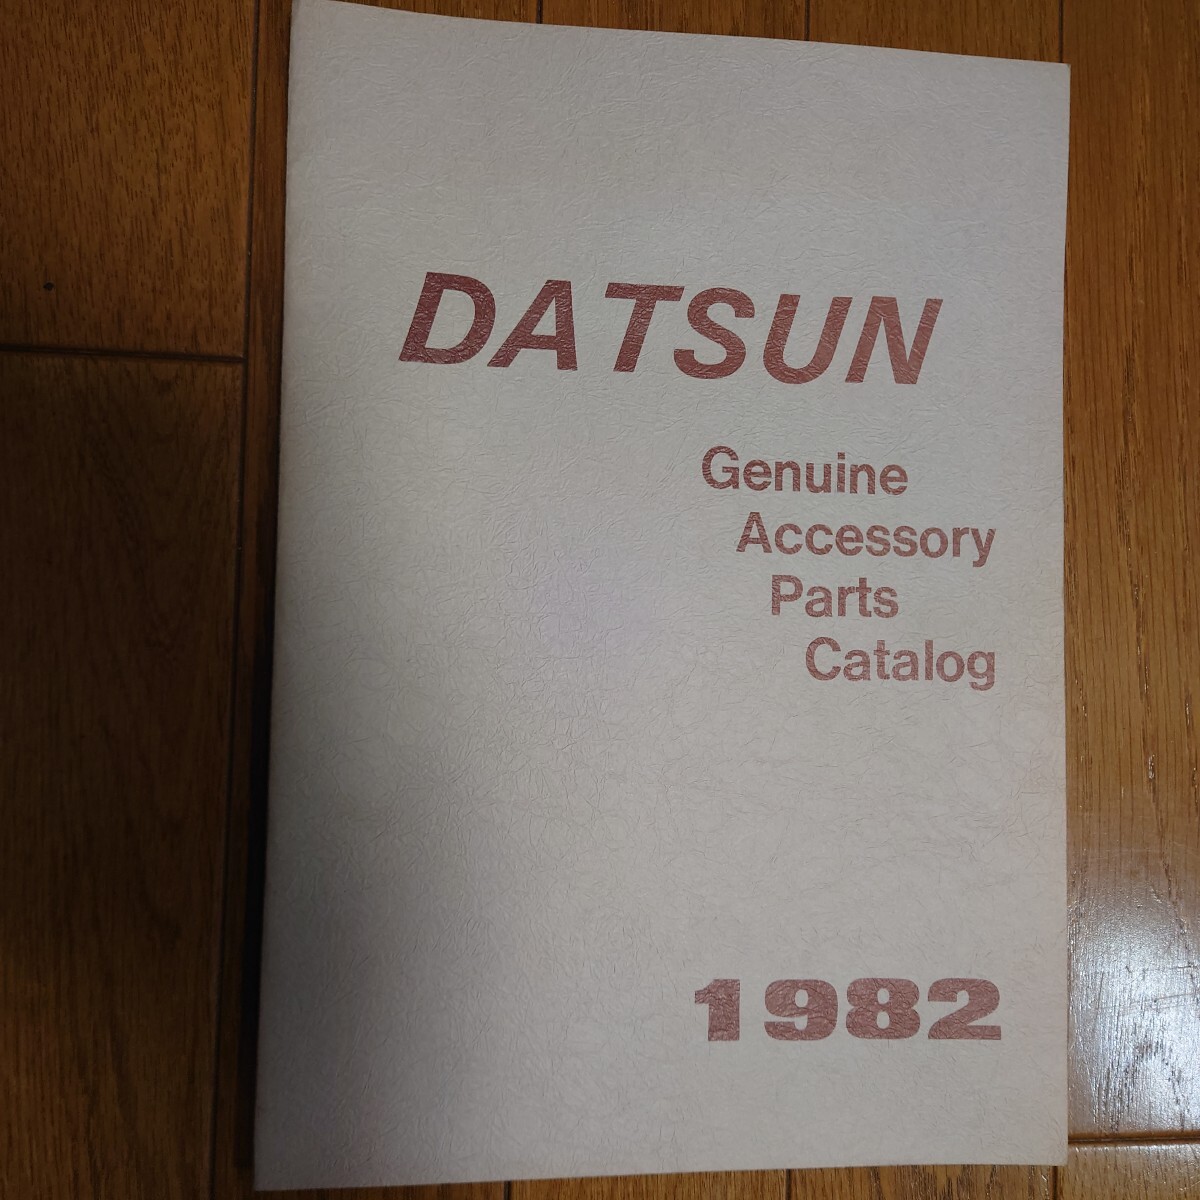 DATSUN
Genuine
Accessory
Parts
Catalog
1982